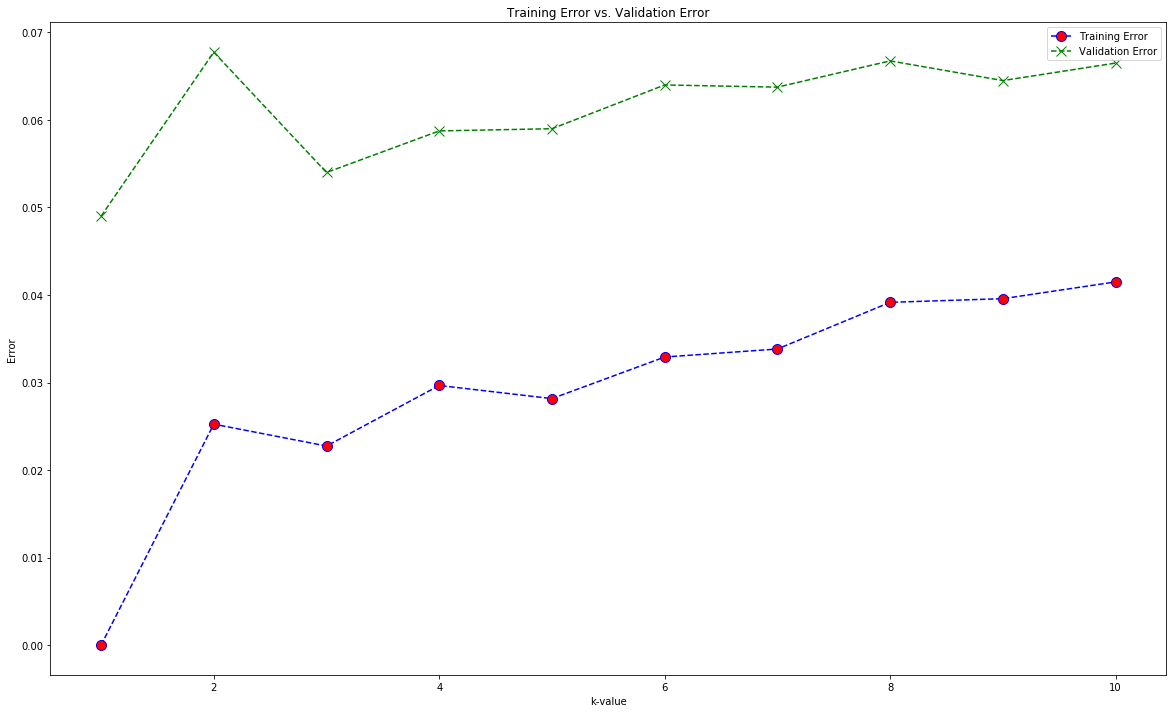 Training Error vs. Validation Error
Training Error
Validation Error
0.07
0.06
0.05
0.04
0.03
0.02
0.01
0.00
Error
2 4 6 8 10
k-value